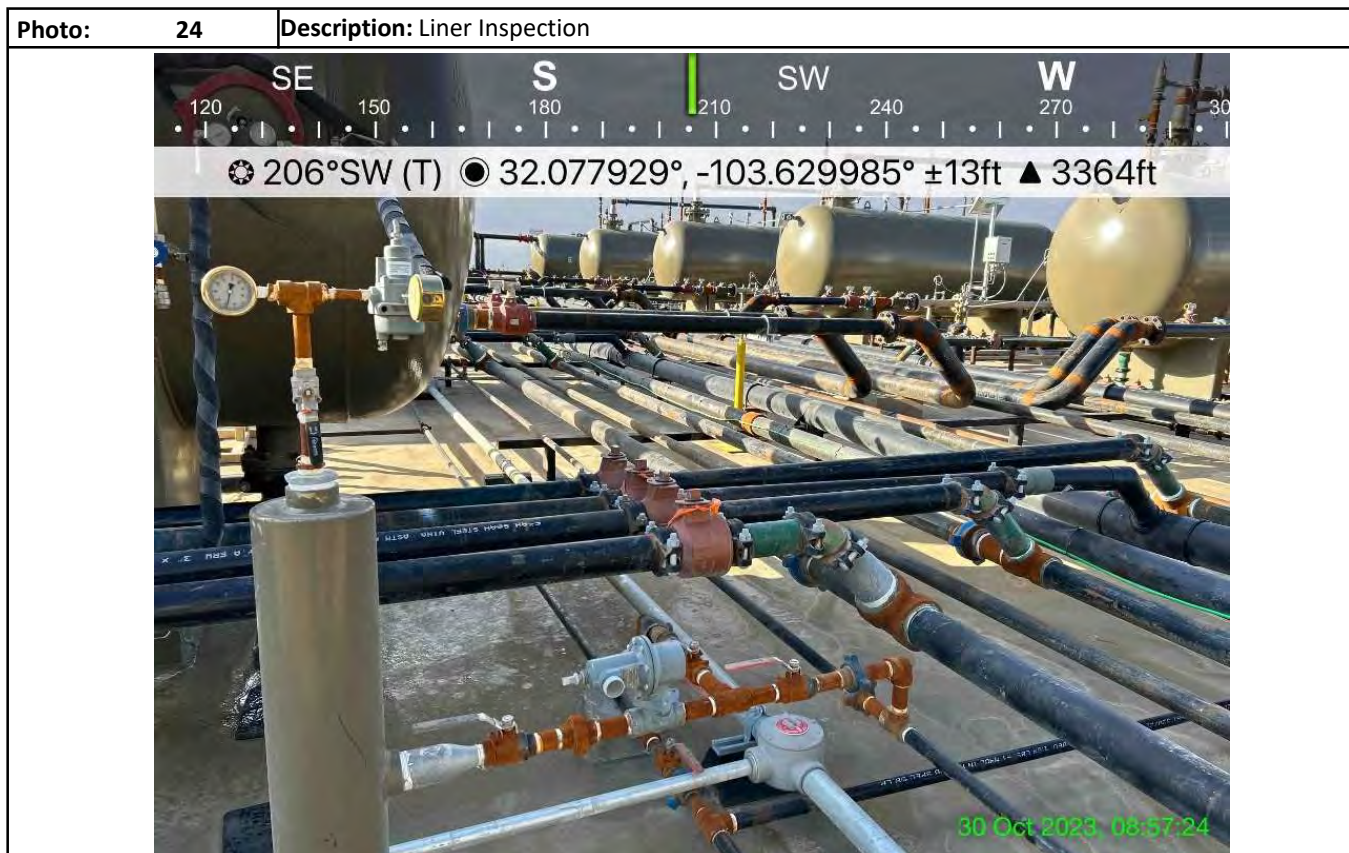 Photo: 24 Description: Liner Inspection
SE S SW W
120 150 180 210 240 270 30
206°SW (T) 32.077929°, -103.629985° ±13ft ▲ 3364ft
30 Oct 2023, 08:57:24